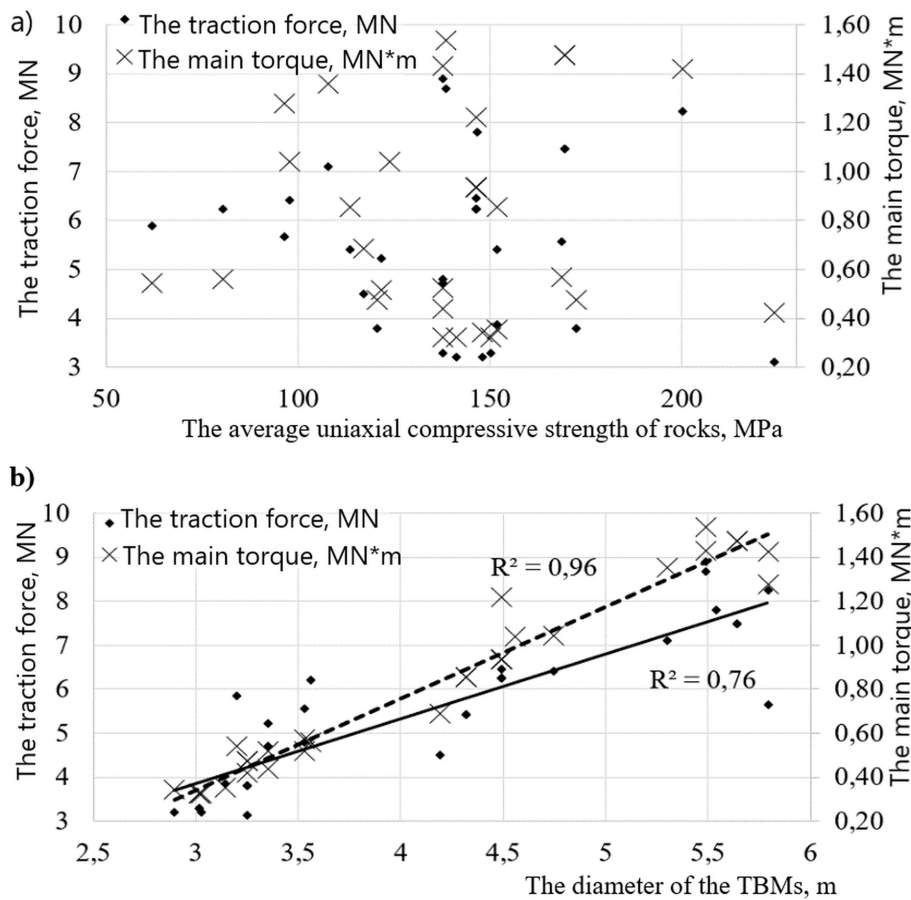 a)
The traction force, MN
The main torque, MN*m
The traction force, MN
10
9
8
7
6
5
4
3
1,60
1,40
1,20
1,00
0,80
0,60
0,40
0,20
The main torque, MN*m
50 100 150 200
The average uniaxial compressive strength of rocks, MPa
b)
The traction force, MN
The main torque, MN*m
The traction force, MN
10
9
8
7
6
5
4
3
R² = 0,96
R² = 0,76
1,60
1,40
1,20
1,00
0,80
0,60
0,40
0,20
The main torque, MN*m
2,5 3 3,5 4 4,5 5 5,5 6
The diameter of the TBMs, m